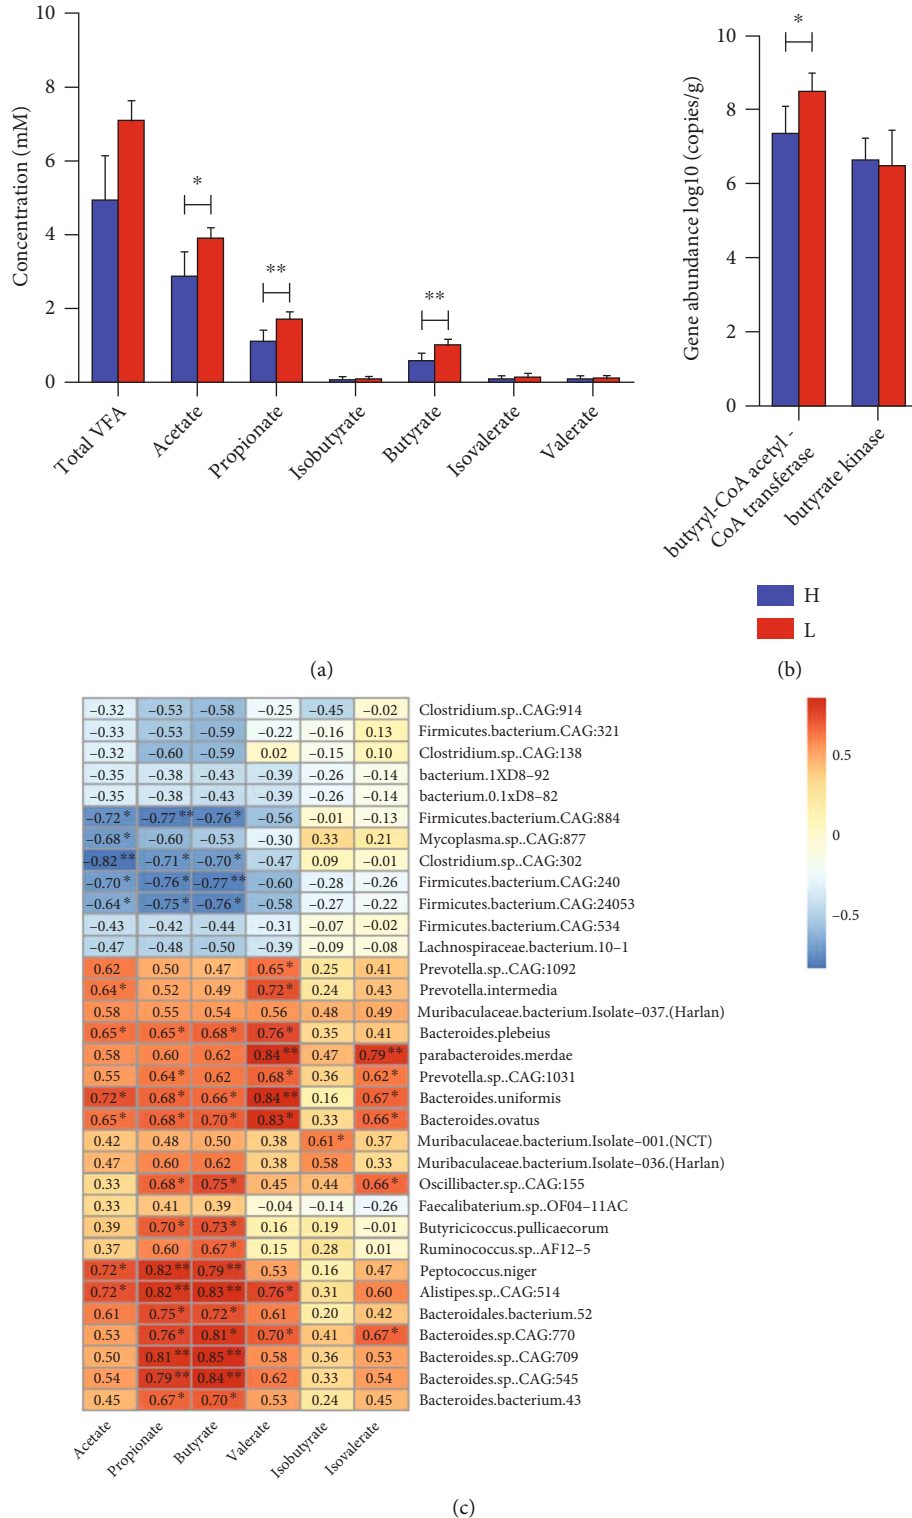 10
8
6
4
2
0
Concentration (mM)
*
**
**
Total VFA
Acetate
Propionate
Isobutyrate
Butyrate
Isovalerate
Valerate
(a)
10
8
6
4
2
0
Gene abundance log10 (copies/g)
*
butyryl-CoA acetyl -
CoA transferase
butyrate kinase
H
L
(b)
−0.32 −0.53 −0.58 −0.25 −0.45 −0.02 Clostridium.sp..CAG:914
−0.33 −0.53 −0.59 −0.22 −0.16 0.13 Firmicutes.bacterium.CAG:321
−0.32 −0.60 −0.59 0.02 −0.15 0.10 Clostridium.sp..CAG:138
−0.35 −0.38 −0.43 −0.39 −0.26 −0.14 bacterium.1XD8−92
−0.35 −0.38 −0.43 −0.39 −0.26 −0.14 bacterium.0.1xD8−82
−0.72 * −0.77 ** −0.76 * −0.56 −0.01 −0.13 Firmicutes.bacterium.CAG:884
−0.68 * −0.60 −0.53 −0.30 0.33 0.21 Mycoplasma.sp..CAG:877
−0.82 ** −0.71 * −0.70 * −0.47 0.09 −0.01 Clostridium.sp..CAG:302
−0.70 * −0.76 * −0.77 ** −0.60 −0.28 −0.26 Firmicutes.bacterium.CAG:240
−0.64 * −0.75 * −0.76 * −0.58 −0.27 −0.22 Firmicutes.bacterium.CAG:24053
−0.43 −0.42 −0.44 −0.31 −0.07 −0.02 Firmicutes.bacterium.CAG:534
−0.47 −0.48 −0.50 −0.39 −0.09 −0.08 Lachnospiraceae.bacterium.10−1
0.62 0.50 0.47 0.65 * 0.25 0.41 Prevotella.sp..CAG:1092
0.64 * 0.52 0.49 0.72 * 0.24 0.43 Prevotella.intermedia
0.58 0.55 0.54 0.56 0.48 0.49 Muribaculaceae.bacterium.Isolate−037.(Harlan)
0.65 * 0.65 * 0.68 * 0.76 * 0.35 0.41 Bacteroides.plebeius
0.58 0.60 0.62 0.84 ** 0.47 0.79 ** parabacteroides.merdae
0.55 0.64 * 0.62 0.68 * 0.36 0.62 * Prevotella.sp..CAG:1031
0.72 * 0.68 * 0.66 * 0.84 ** 0.16 0.67 * Bacteroides.uniformis
0.65 * 0.68 * 0.70 * 0.83 * 0.33 0.66 * Bacteroides.ovatus
0.42 0.48 0.50 0.38 0.61 * 0.37 Muribaculaceae.bacterium.Isolate−001.(NCT)
0.47 0.60 0.62 0.38 0.58 0.33 Muribaculaceae.bacterium.Isolate−036.(Harlan)
0.33 0.68 * 0.75 * 0.45 0.44 0.66 * Oscillibacter.sp..CAG:155
0.33 0.41 0.39 −0.04 −0.14 −0.26 Faecalibaterium.sp..OF04−11AC
0.39 0.70 * 0.73 * 0.16 0.19 −0.01 Butyricicoccus.pullicaecorum
0.37 0.60 0.67 * 0.15 0.28 0.01 Ruminococcus.sp..AF12−5
0.72 * 0.82 ** 0.79 ** 0.53 0.16 0.47 Peptococcus.niger
0.72 * 0.82 ** 0.83 ** 0.76 * 0.31 0.60 Alistipes.sp..CAG:514
0.61 0.75 * 0.72 * 0.61 0.20 0.42 Bacteroidales.bacterium.52
0.53 0.76 * 0.81 * 0.70 * 0.41 0.67 * Bacteroides.sp.CAG:770
0.50 0.81 ** 0.85 ** 0.58 0.36 0.53 Bacteroides.sp..CAG:709
0.54 0.79 ** 0.84 ** 0.62 0.33 0.54 Bacteroides.sp..CAG:545
0.45 0.67 * 0.70 * 0.53 0.24 0.45 Bacteroides.bacterium.43
Acetate
Propionate
Butyrate
Valerate
Isobutyrate
Isovalerate
0.5
0
−0.5
(c)